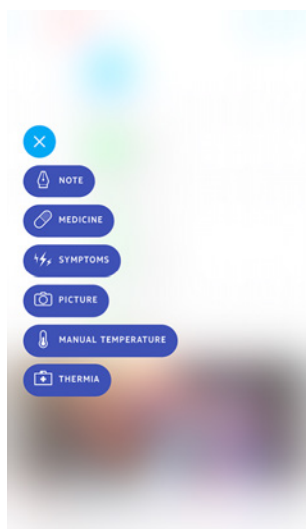 NOTE
MEDICINE
SYMPTOMS
PICTURE
MANUAL TEMPERATURE
THERMIA